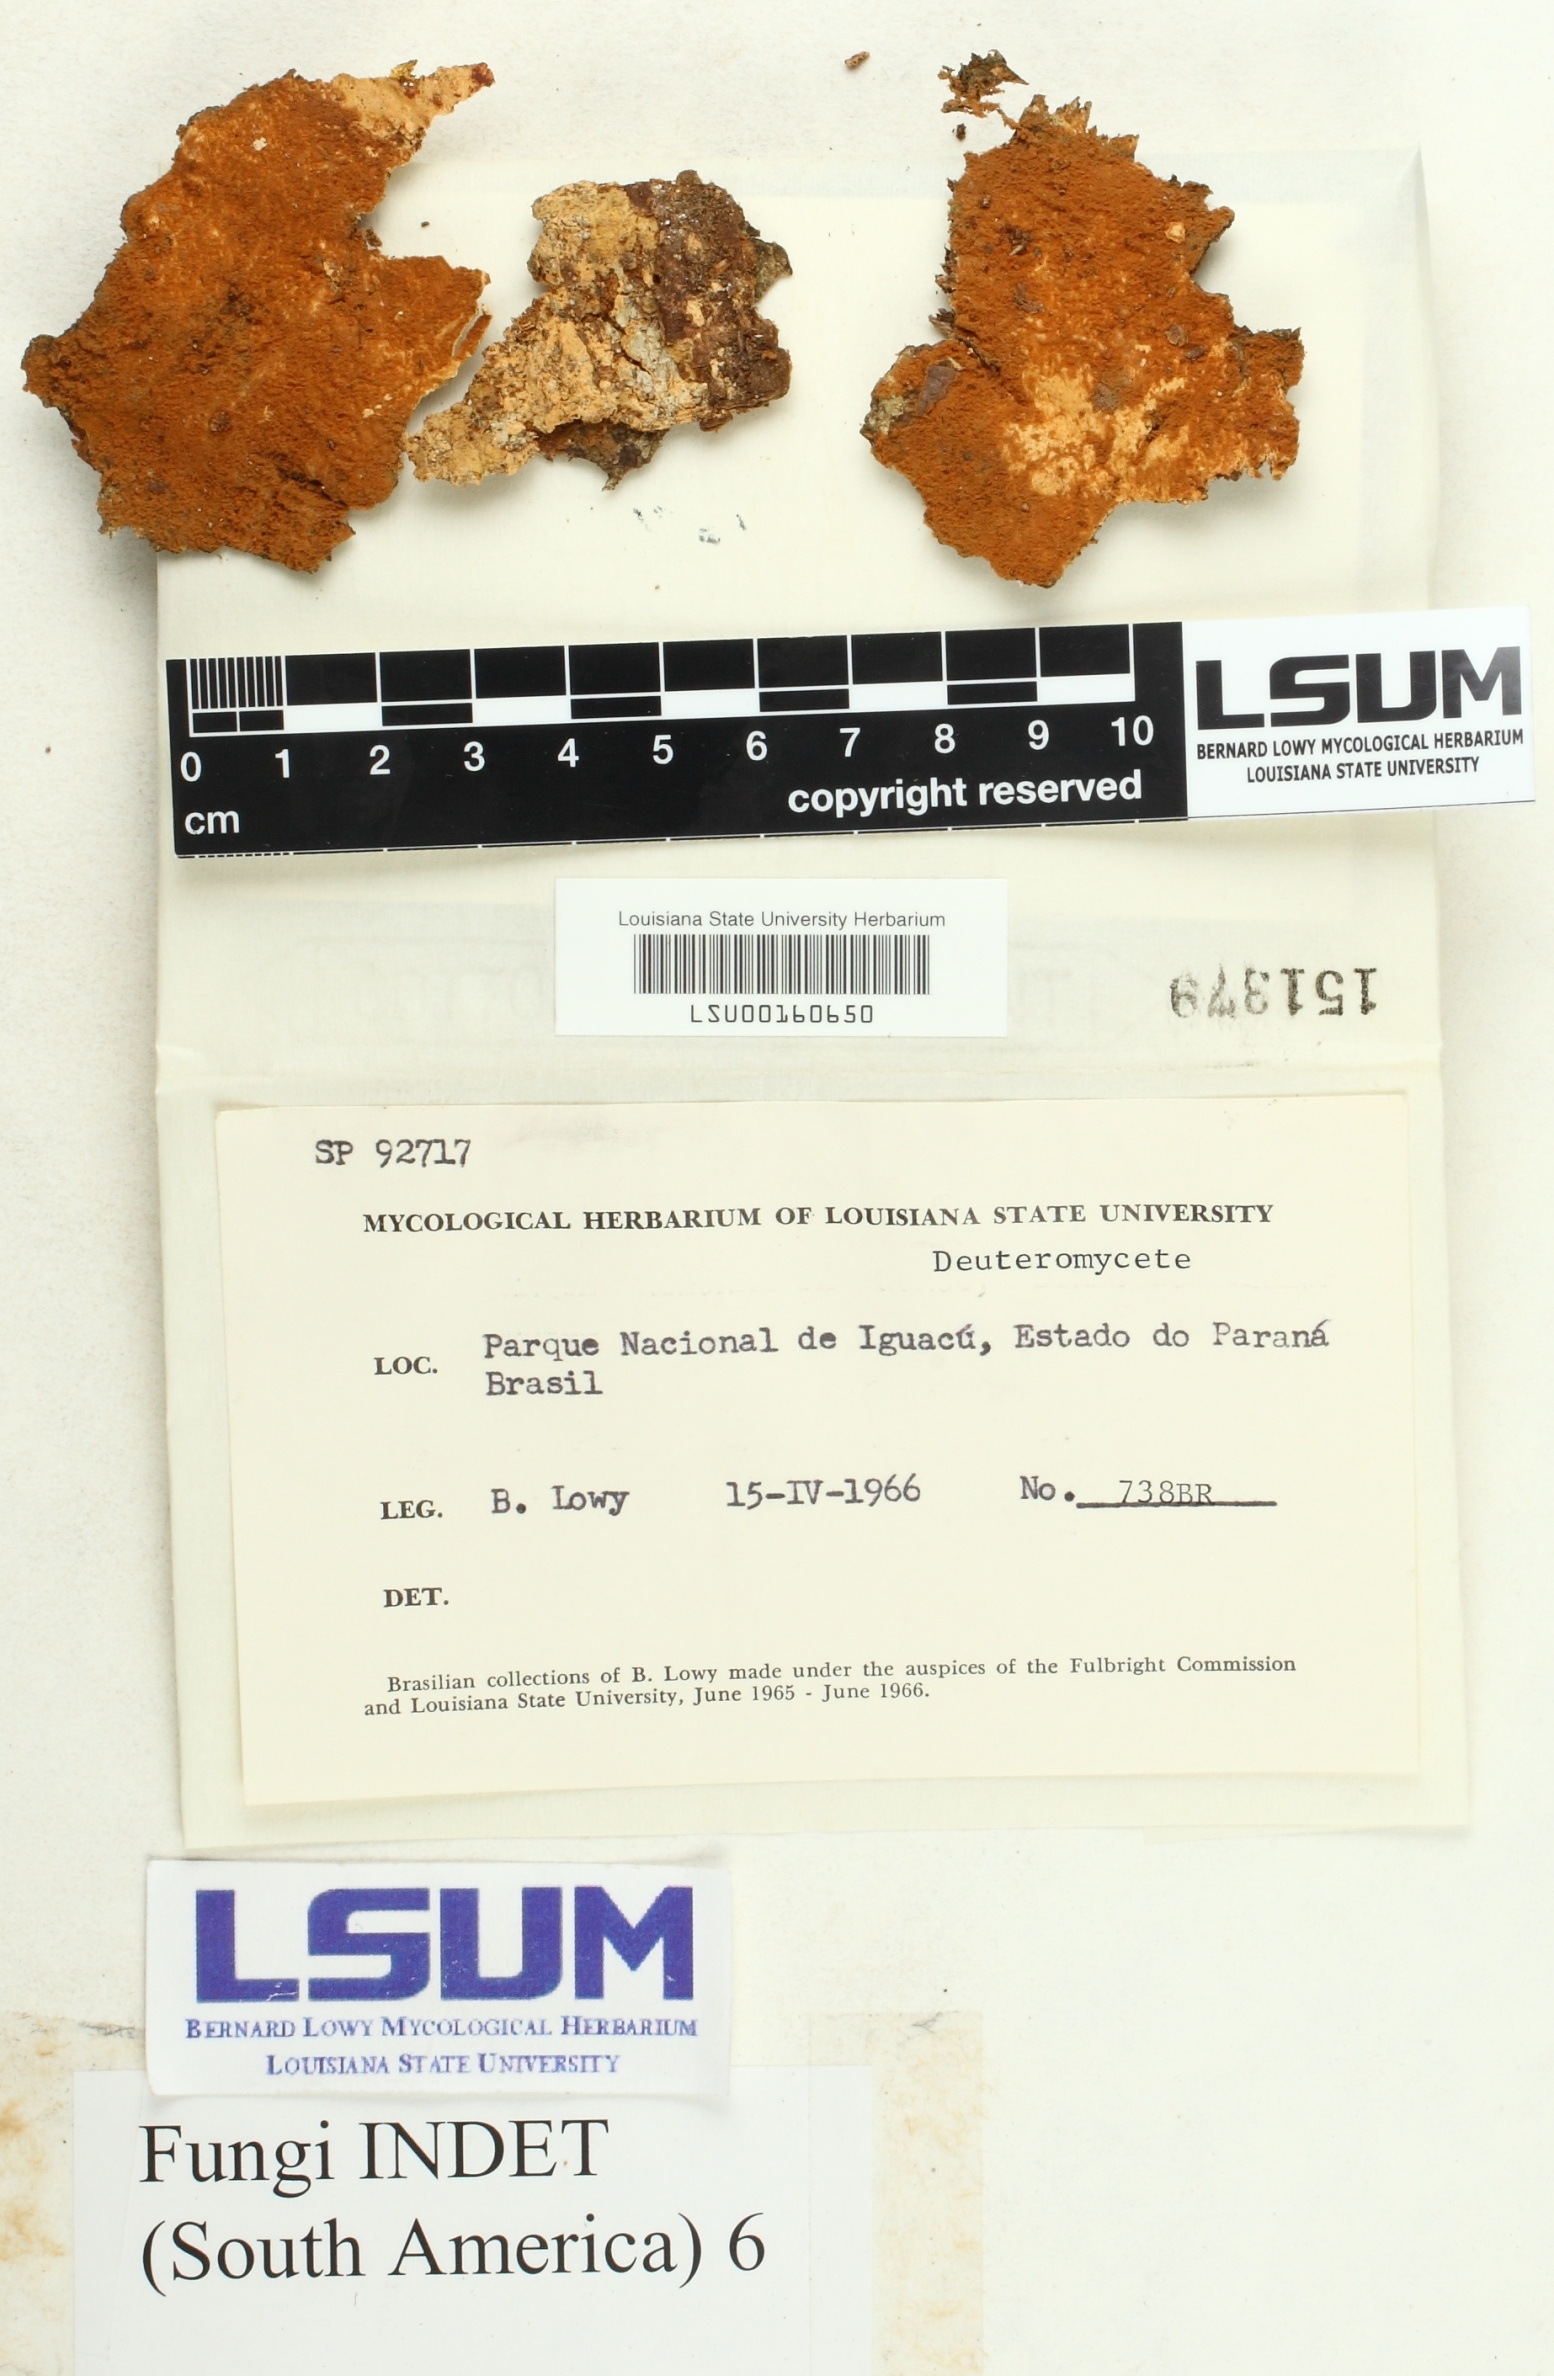 0 1 2 3 4 5 6 7 8 9 10
cm
copyright reserved
LSUM
BERNARD LOWY MYCOLOGICAL HERBARIUM
LOUISIANA STATE UNIVERSITY
Louisiana State University Herbarium
LSU00160650
151379
SP 92717
MYCOLOGICAL HERBARIUM OF LOUISIANA STATE UNIVERSITY
Deuteromycete
LOC. Parque Nacional de Iguacú, Estado do Paraná
Brasil
LEG. B. Lowy 15-IV-1966 No. 738BR
DET.
Brasilian collections of B. Lowy made under the auspices of the Fulbright Commission
and Louisiana State University, June 1965 - June 1966.
LSUM
BERNARD LOWY MYCOLOGICAL HERBARIUM
LOUISIANA STATE UNIVERSITY
Fungi INDET
(South America) 6